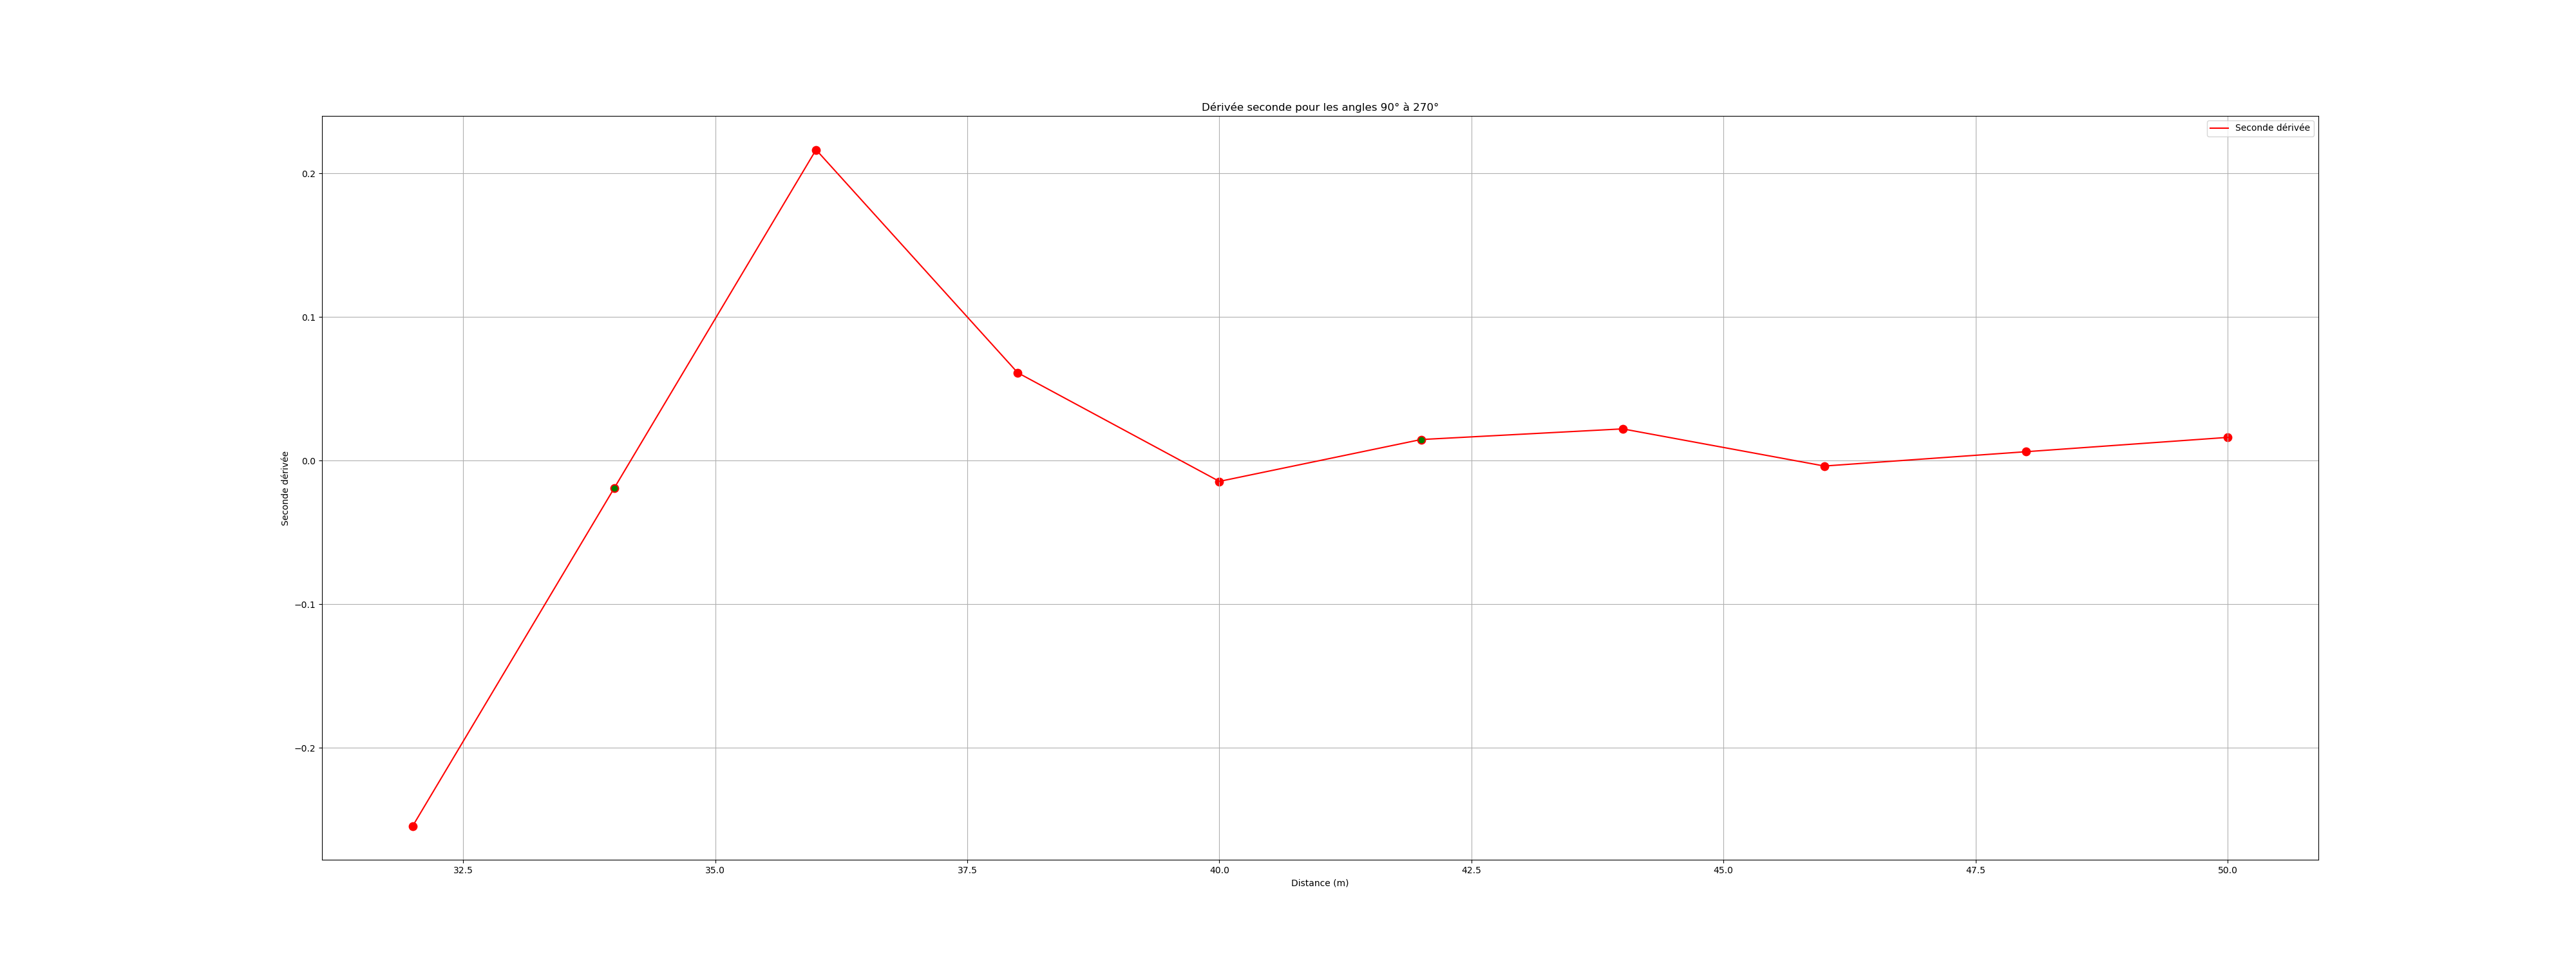 Dérivée seconde pour les angles 90° à 270°
Seconde dérivée
0.2
0.1
0.0
−0.1
−0.2
Seconde dérivée
32.5 35.0 37.5 40.0 42.5 45.0 47.5 50.0
Distance (m)